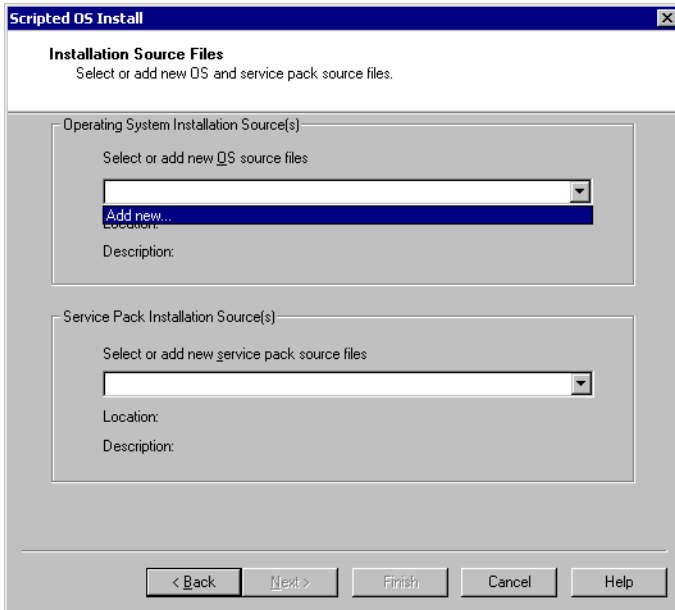 Scripted OS Install
Installation Source Files
Select or add new OS and service pack source files.
Operating System Installation Source(s)
Select or add new OS source files
Add new...
Location:
Description:
Service Pack Installation Source(s)
Select or add new service pack source files
Location:
Description:
< Back Next > Finish Cancel Help